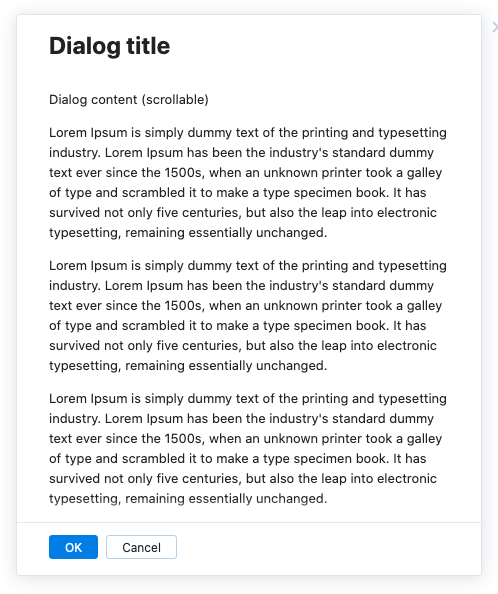 Dialog title
Dialog content (scrollable)
Lorem Ipsum is simply dummy text of the printing and typesetting
industry. Lorem Ipsum has been the industry's standard dummy
text ever since the 1500s, when an unknown printer took a galley
of type and scrambled it to make a type specimen book. It has
survived not only five centuries, but also the leap into electronic
typesetting, remaining essentially unchanged.
Lorem Ipsum is simply dummy text of the printing and typesetting
industry. Lorem Ipsum has been the industry's standard dummy
text ever since the 1500s, when an unknown printer took a galley
of type and scrambled it to make a type specimen book. It has
survived not only five centuries, but also the leap into electronic
typesetting, remaining essentially unchanged.
Lorem Ipsum is simply dummy text of the printing and typesetting
industry. Lorem Ipsum has been the industry's standard dummy
text ever since the 1500s, when an unknown printer took a galley
of type and scrambled it to make a type specimen book. It has
survived not only five centuries, but also the leap into electronic
typesetting, remaining essentially unchanged.
OK Cancel